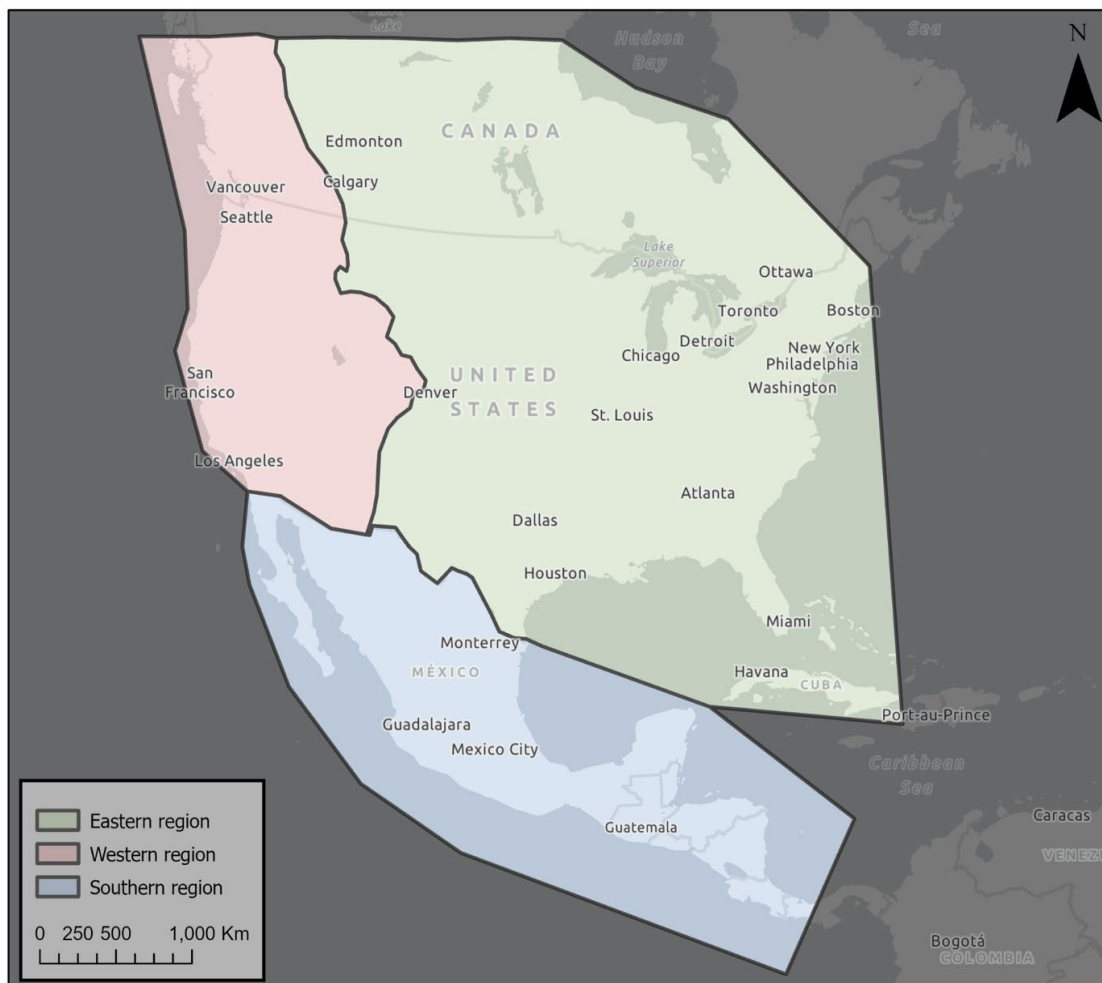 Lake
Hudson
Bay
Sea
N
CANADA
Edmonton
Calgary
Vancouver
Seattle
Lake
Superior
Ottawa
Toronto
Boston
Detroit
Chicago
New York
Philadelphia
Washington
San
Francisco
Denver
UNITED
STATES
St. Louis
Los Angeles
Atlanta
Dallas
Houston
Miami
Monterrey
MÉXICO
Havana
CUBA
Port-au-Prince
Guadalajara
Mexico City
Caribbean
Sea
Guatemala
Caracas
VENEZ
Bogotá
COLOMBIA
Eastern region
Western region
Southern region
0 250 500 1,000 Km